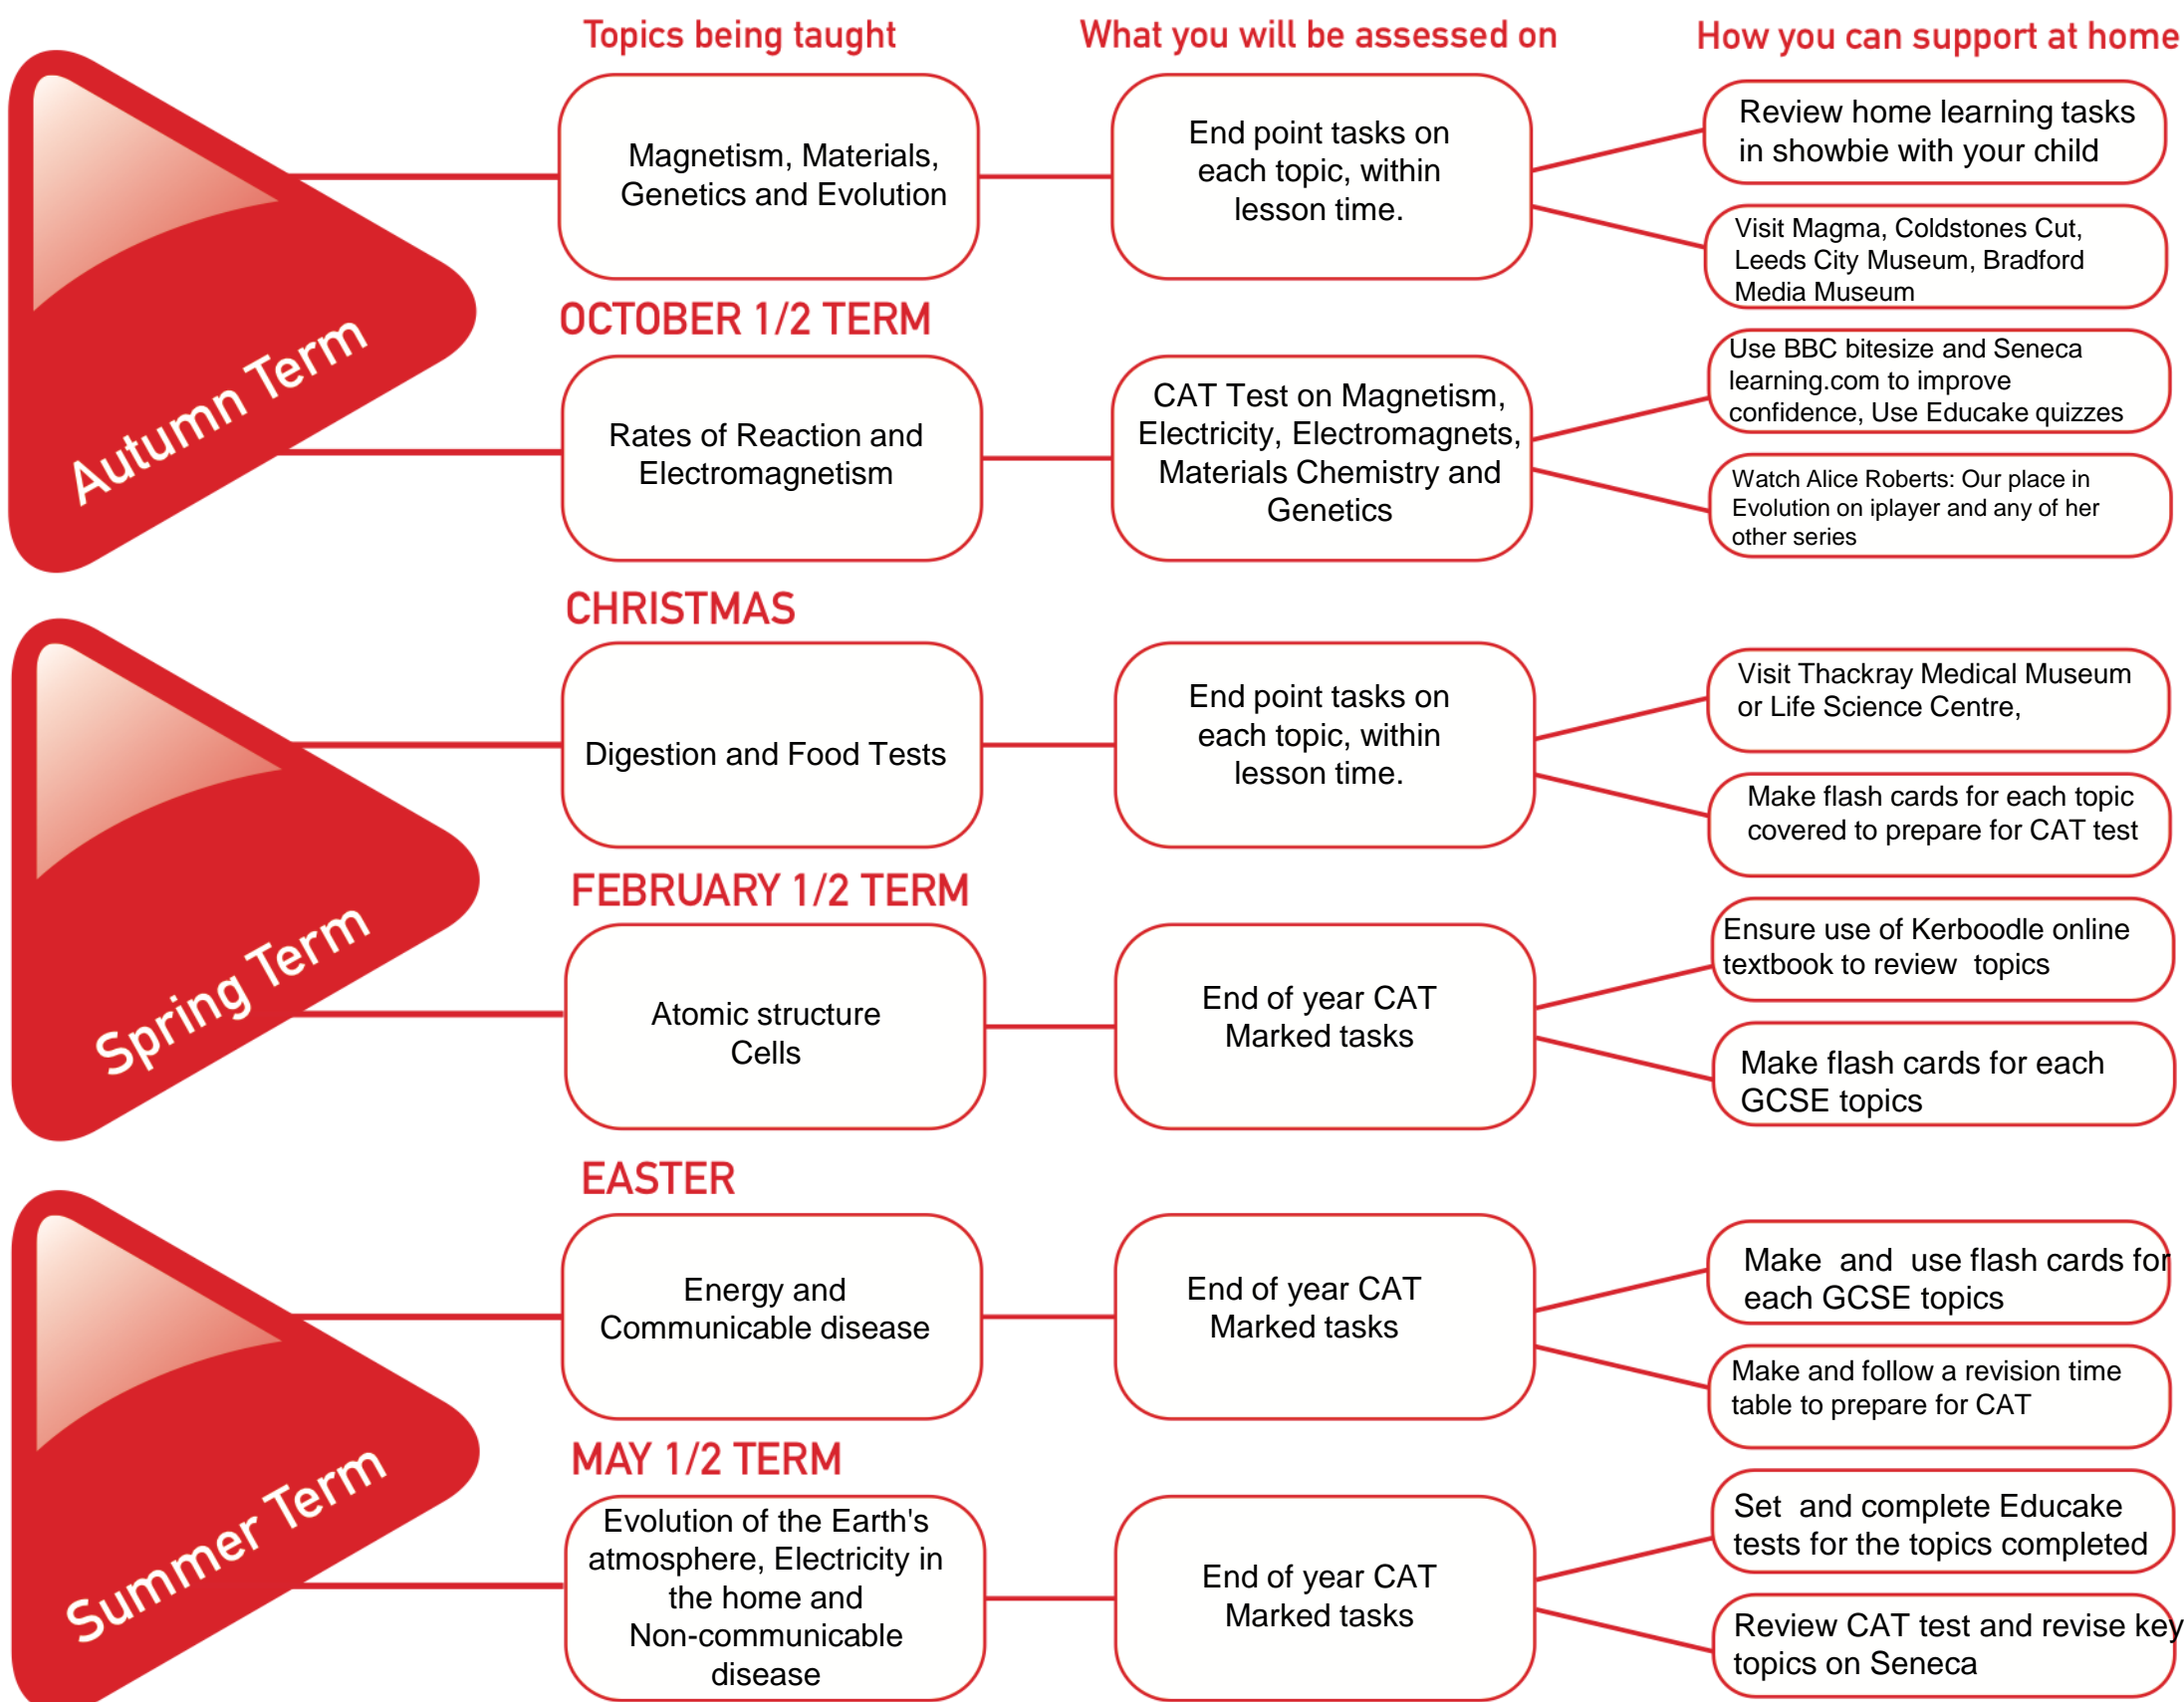 Topics being taught
What you will be assessed on
How you can support at home
Autumn Term
Magnetism, Materials,
Genetics and Evolution
End point tasks on
each topic, within
lesson time.
Review home learning tasks
in showbie with your child
Visit Magma, Coldstones Cut,
Leeds City Museum, Bradford
Media Museum
OCTOBER 1/2 TERM
Rates of Reaction and
Electromagnetism
CAT Test on Magnetism,
Electricity, Electromagnets,
Materials Chemistry and
Genetics
Use BBC bitesize and Seneca
learning.com to improve
confidence, Use Educake quizzes
Watch Alice Roberts: Our place in
Evolution on iplayer and any of her
other series
CHRISTMAS
Spring Term
Digestion and Food Tests
End point tasks on
each topic, within
lesson time.
Visit Thackray Medical Museum
or Life Science Centre,
Make flash cards for each topic
covered to prepare for CAT test
FEBRUARY 1/2 TERM
Atomic structure
Cells
End of year CAT
Marked tasks
Ensure use of Kerboodle online
textbook to review  topics
Make flash cards for each
GCSE topics
EASTER
Summer Term
Energy and
Communicable disease
End of year CAT
Marked tasks
Make  and  use flash cards for
each GCSE topics
Make and follow a revision time
table to prepare for CAT
MAY 1/2 TERM
Evolution of the Earth's
atmosphere, Electricity in
the home and
Non-communicable
disease
End of year CAT
Marked tasks
Set  and complete Educake
tests for the topics completed
Review CAT test and revise key
topics on Seneca